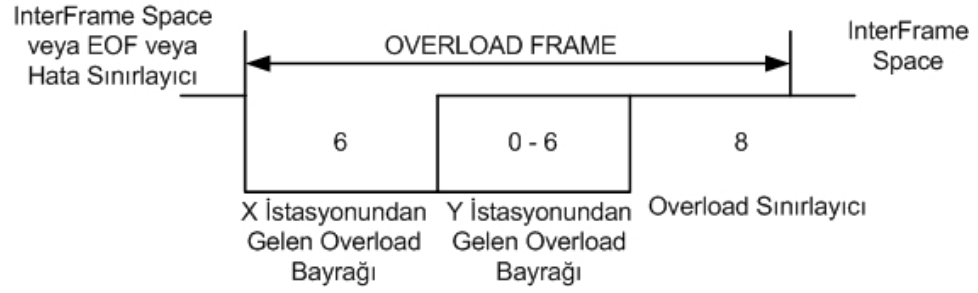 InterFrame Space
veya EOF veya
Hata Sınırlayıcı
OVERLOAD FRAME
InterFrame
Space
6
0 - 6
8
X İstasyonundan
Gelen Overload
Bayrağı
Y İstasyonundan
Gelen Overload
Bayrağı
Overload Sınırlayıcı